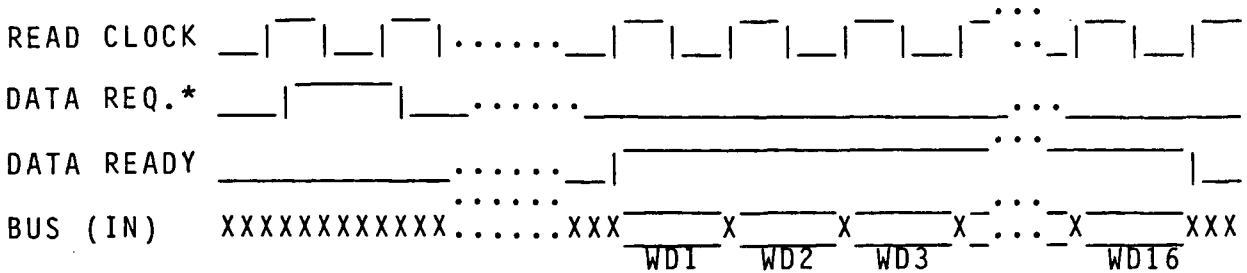 READ CLOCK
DATA REQ.*
DATA READY
BUS (IN) XXXXXXXXXXXX......XXX X X X X XXX
WD1 WD2 WD3 WD16